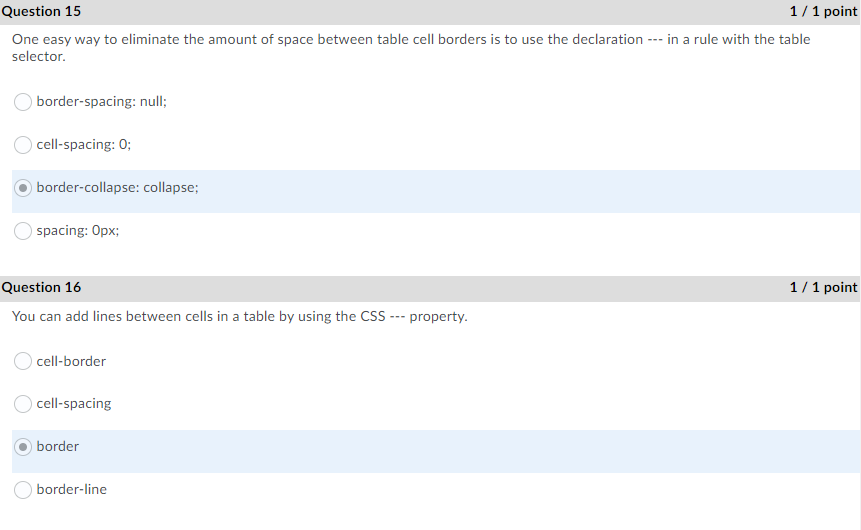 Question 15 1 / 1 point
One easy way to eliminate the amount of space between table cell borders is to use the declaration --- in a rule with the table
selector.
border-spacing: null;
cell-spacing: 0;
border-collapse: collapse;
spacing: 0px;
Question 16 1 / 1 point
You can add lines between cells in a table by using the CSS --- property.
cell-border
cell-spacing
border
border-line